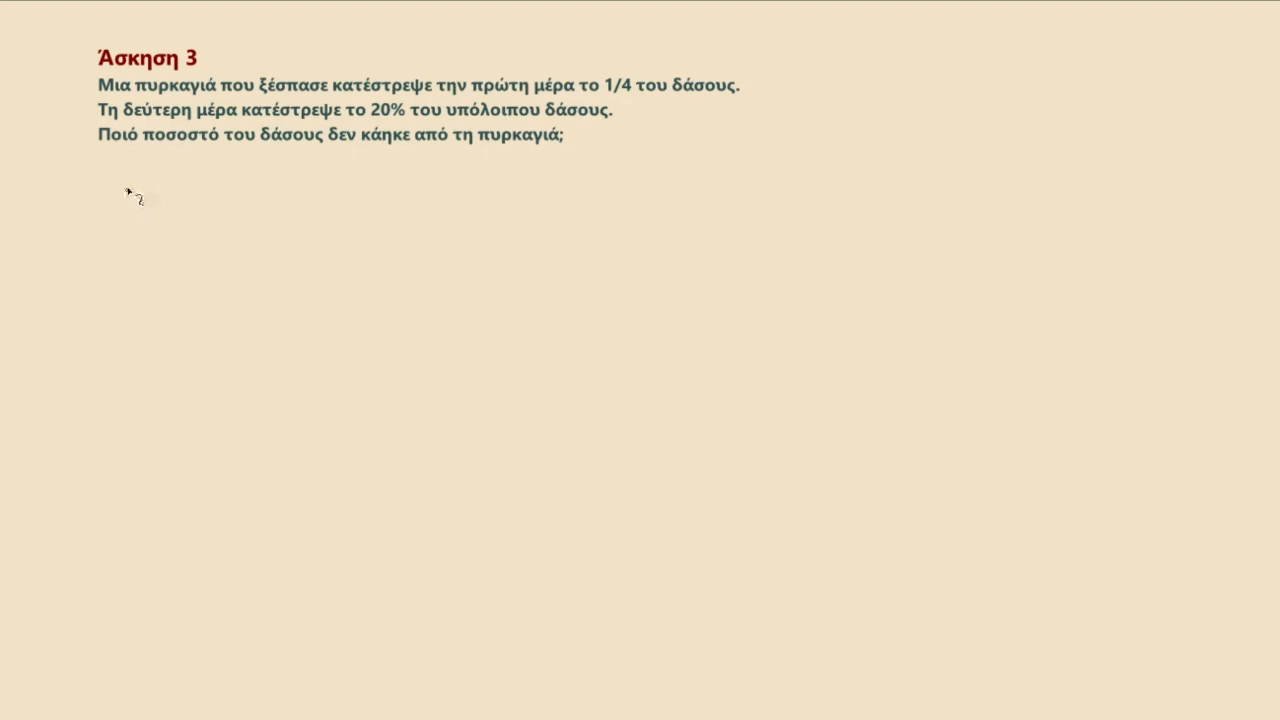 Άσκηση 3
Μια πυρκαγιά που ξέσπασε κατέστρεψε την πρώτη μέρα το 1/4 του δάσους.
Τη δεύτερη μέρα κατέστρεψε το 20% του υπόλοιπου δάσους.
Ποιό ποσοστό του δάσους δεν κάηκε από τη πυρκαγιά;